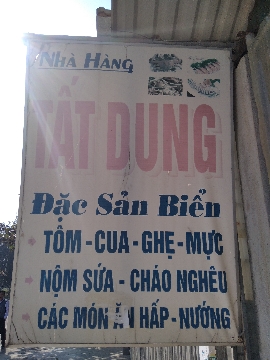 NHÀ HÀNG
TẤT DUNG
Đặc Sản Biển
TÔM - CUA - GHẸ - MỰC
NỘM SỨA - CHÁO NGHÊU
CÁC MÓN ĂN HẤP - NƯỚNG